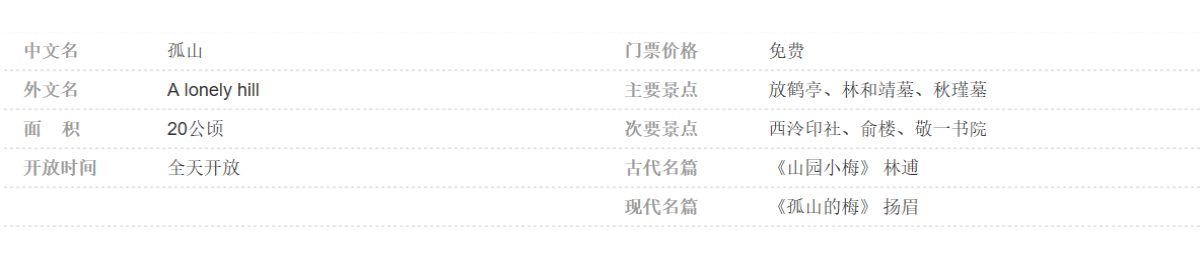 中文名 孤山 门票价格 免费
外文名 A lonely hill 主要景点 放鹤亭、林和靖墓、秋瑾墓
面 积 20公顷 次要景点 西泠印社、俞楼、敬一书院
开放时间 全天开放 古代名篇 《山园小梅》 林逋
现代名篇 《孤山的梅》 扬眉